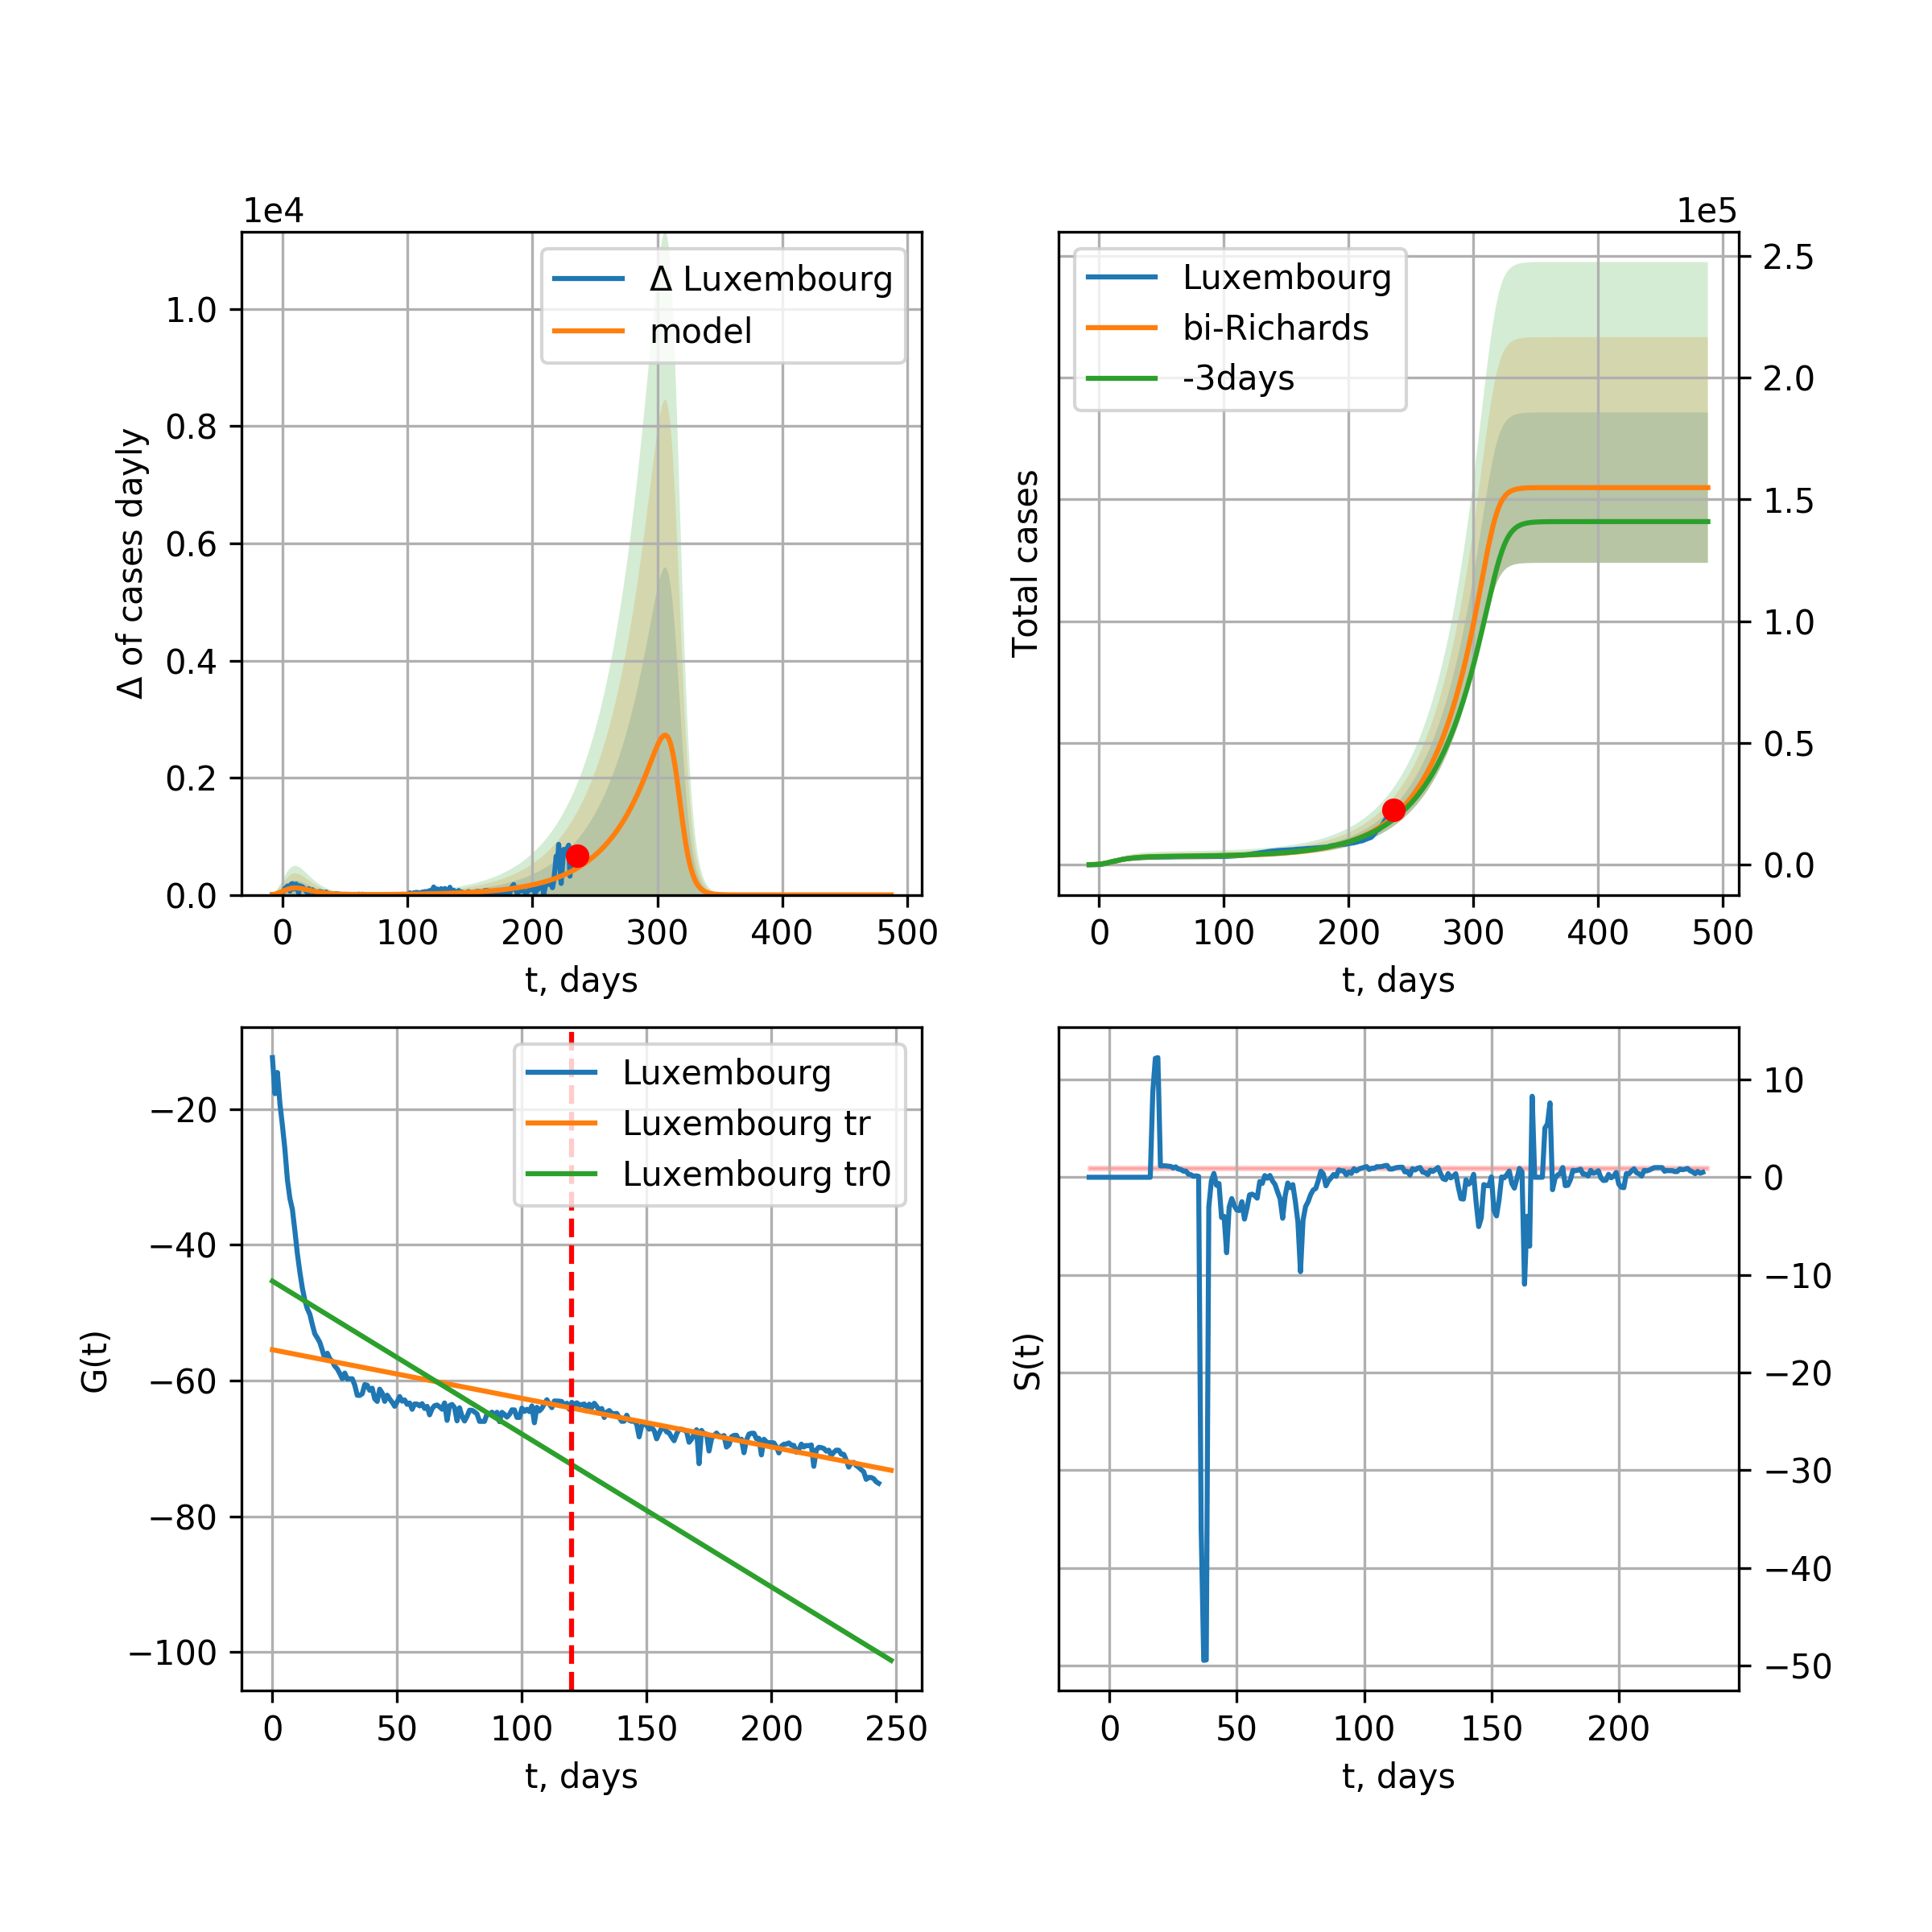 1e4
Δ of cases dayly
1.0
0.8
0.6
0.4
0.2
0.0
Δ Luxembourg
model
0 100 200 300 400 500
t, days
1e5
Total cases
Luxembourg
bi-Richards
-3days
2.5
2.0
1.5
1.0
0.5
0.0
0 100 200 300 400 500
t, days
G(t)
−20
−40
−60
−80
−100
Luxembourg
Luxembourg tr
Luxembourg tr0
0 50 100 150 200 250
t, days
S(t)
10
0
−10
−20
−30
−40
−50
0 50 100 150 200
t, days